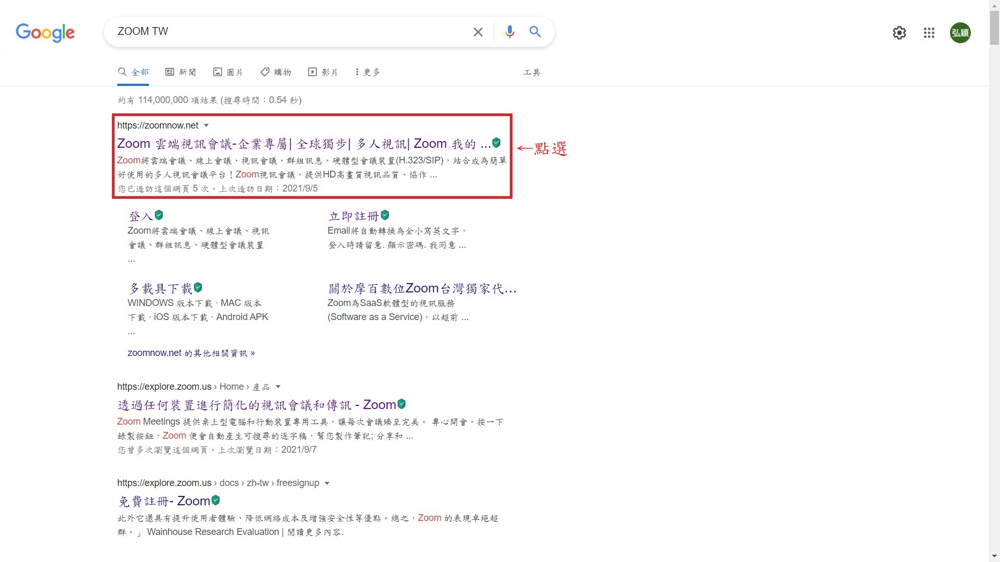 Google
ZOOM TW
弘穎
全部 新聞 圖片 購物 影片 更多 工具
約有 114,000,000 項結果 (搜尋時間：0.54 秒)
https://zoomnow.net
Zoom 雲端視訊會議-企業專屬| 全球獨步| 多人視訊| Zoom 我的 ...
←點選
Zoom將雲端會議、線上會議、視訊會議、群組訊息、硬體型會議裝置(H.323/SIP)，結合成為簡單
好使用的多人視訊會議平台！Zoom視訊會議，提供HD高畫質視訊品質、協作 ...
您已造訪這個網頁 5 次。上次造訪日期：2021/9/5
登入
Zoom將雲端會議、線上會議、視訊
會議、群組訊息、硬體型會議裝置
...
立即註冊
Email將自動轉換為全小寫英文字，
登入時請留意. 顯示密碼. 我同意 ...
多載具下載
WINDOWS 版本下載 · MAC 版本
下載 · iOS 版本下載 · Android APK
...
關於摩百數位Zoom台灣獨家代...
Zoom為SaaS軟體型的視訊服務
(Software as a Service)，以超前 ...
zoomnow.net 的其他相關資訊 »
https://explore.zoom.us › Home › 產品
透過任何裝置進行簡化的視訊會議和傳訊 - Zoom
Zoom Meetings 提供桌上型電腦和行動裝置專用工具，讓每次會議臻至完美。 專心開會。按一下
錄製按鈕，Zoom 便會自動產生可搜尋的逐字稿，幫您製作筆記; 分享和 ...
您曾多次瀏覽這個網頁。上次瀏覽日期：2021/9/7
https://explore.zoom.us › docs › zh-tw › freesignup
免費註冊- Zoom
此外它還具有提升使用者體驗、降低網絡成本及增強安全性等優點。總之，Zoom 的表現卓絕超
群。」 Wainhouse Research Evaluation | 閱讀更多內容.